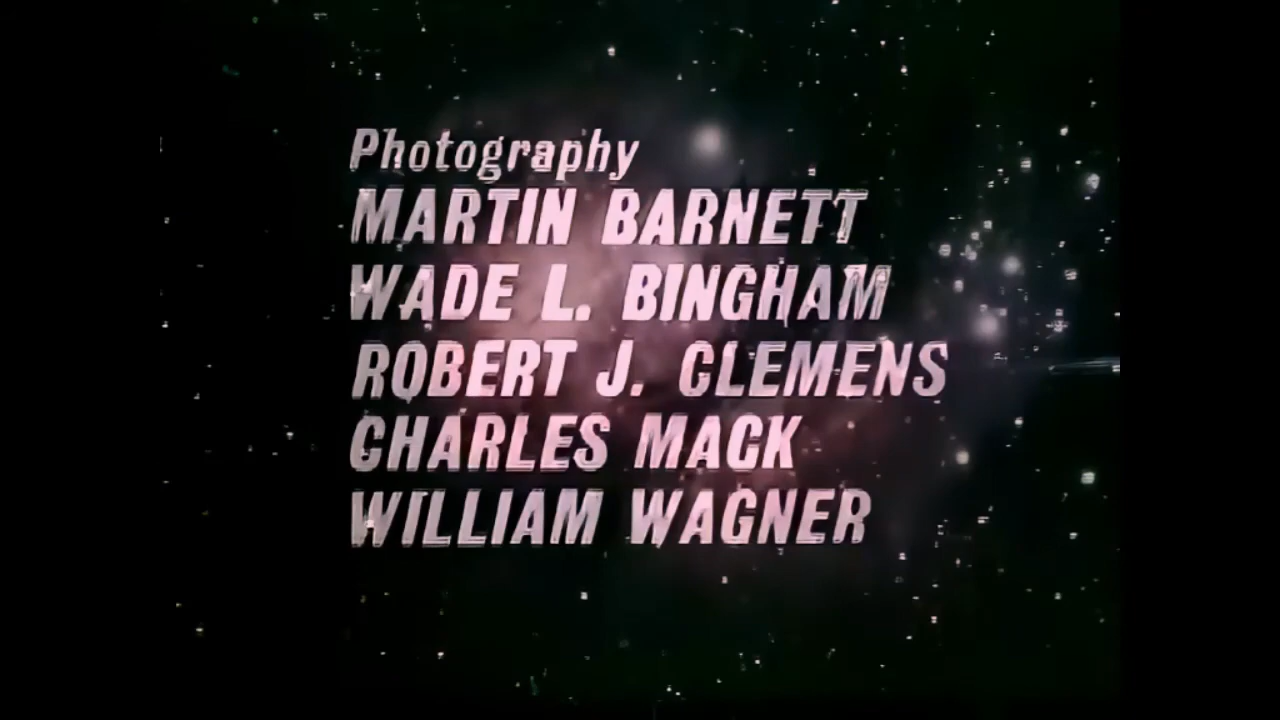 Photography
MARTIN BARNETT
WADE L. BINGHAM
ROBERT J. CLEMENS
CHARLES MACK
WILLIAM WAGNER